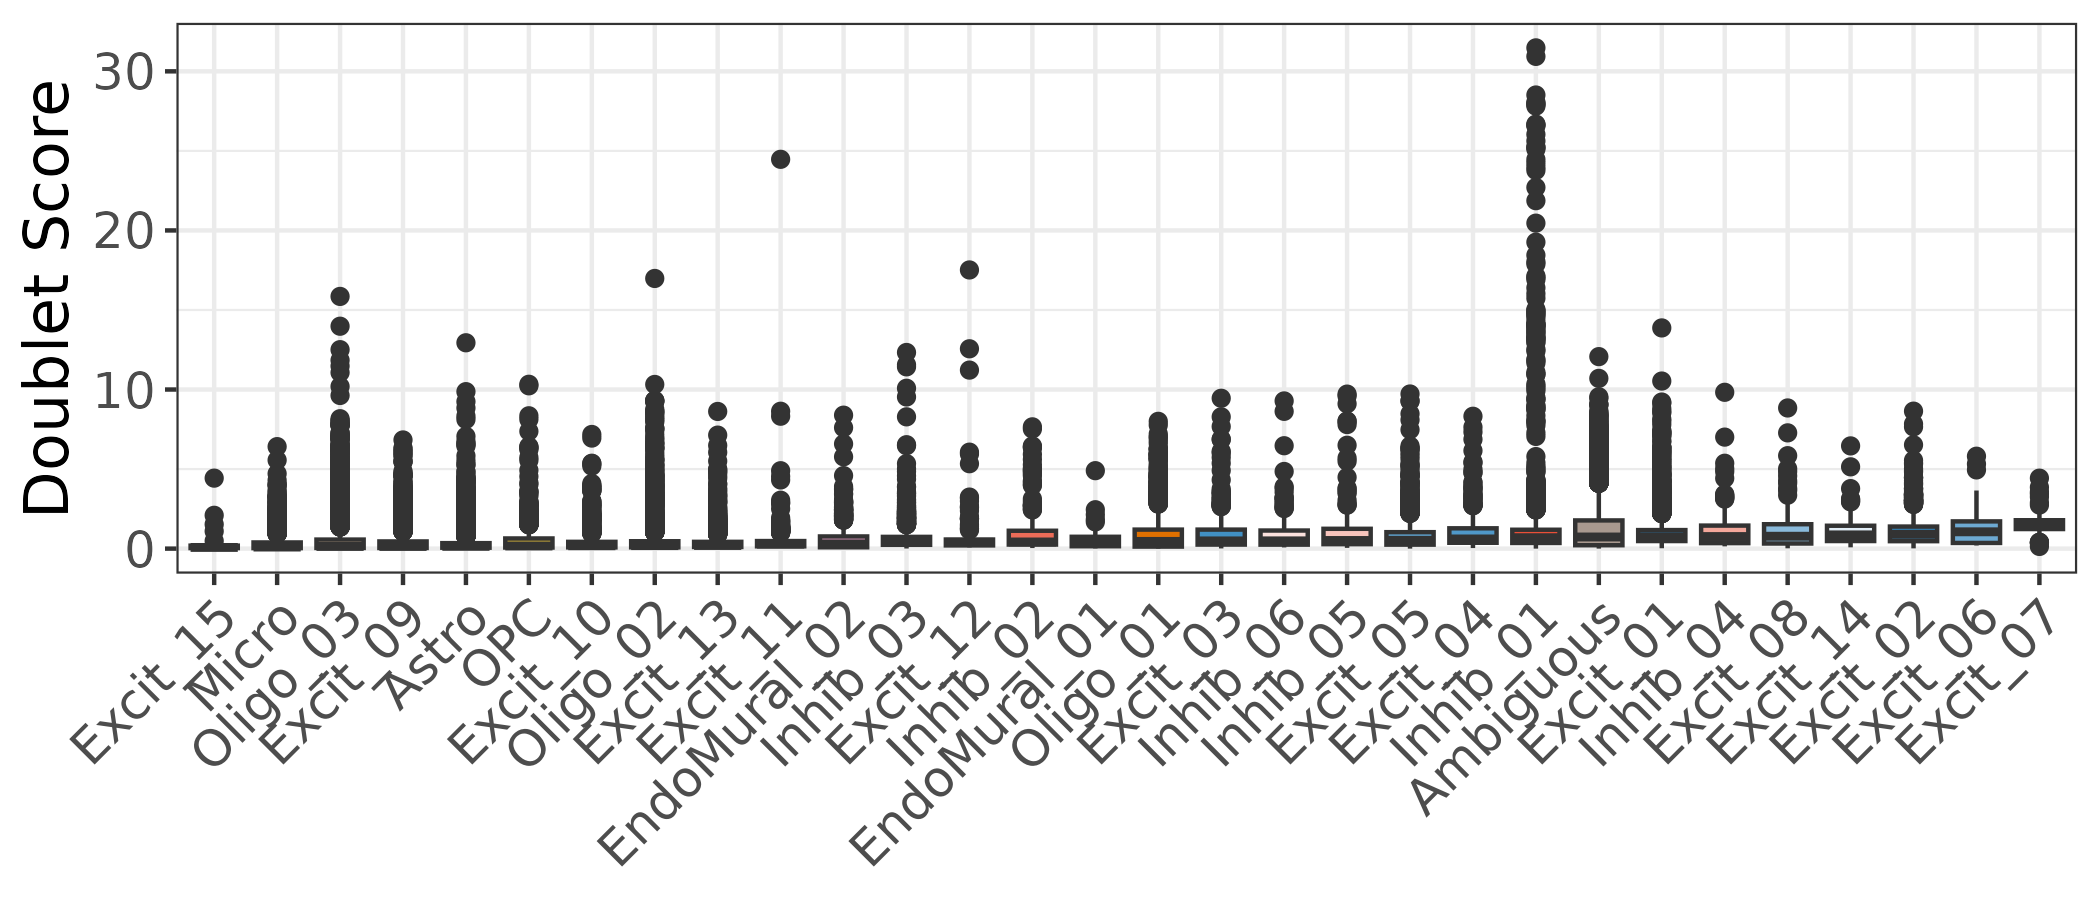 Doublet Score
30
20
10
0
Excit_15
Micro
Oligo_03
Excit_09
Astro
OPC
Excit_10
Oligo_02
Excit_13
Excit_11
EndoMural_02
Inhib_03
Excit_12
Inhib_02
EndoMural_01
Oligo_01
Excit_03
Inhib_06
Inhib_05
Excit_05
Excit_04
Inhib_01
Ambiguous
Excit_01
Inhib_04
Excit_08
Excit_14
Excit_02
Excit_06
Excit_07